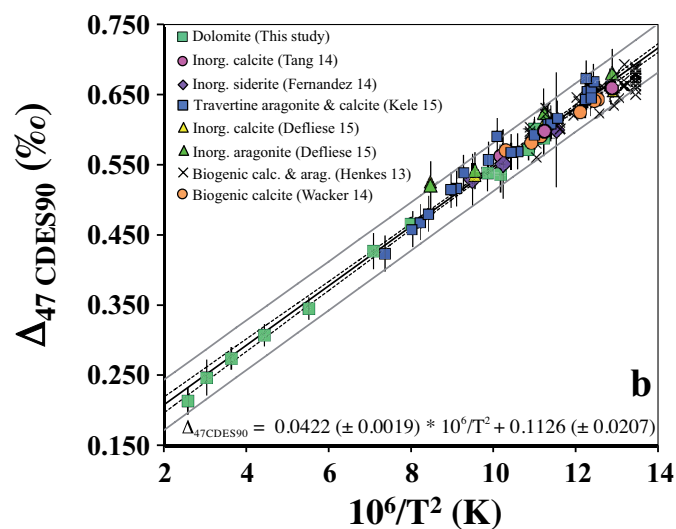 0.750
0.650
0.550
0.450
0.350
0.250
0.150
Δ47 CDES90 (‰)
Dolomite (This study)
Inorg. calcite (Tang 14)
Inorg. siderite (Fernandez 14)
Travertine aragonite & calcite (Kele 15)
Inorg. calcite (Defliese 15)
Inorg. aragonite (Defliese 15)
Biogenic calc. & arag. (Henkes 13)
Biogenic calcite (Wacker 14)
b
Δ47CDES90 = 0.0422 (± 0.0019) * 10⁶/T² + 0.1126 (± 0.0207)
2 4 6 8 10 12 14
10⁶/T² (K)